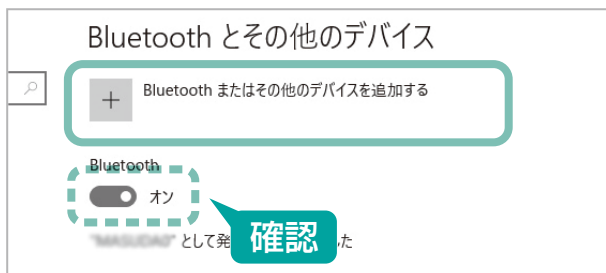 Bluetooth とその他のデバイス
Bluetooth またはその他のデバイスを追加する
Bluetooth
オン
として発 した
確認